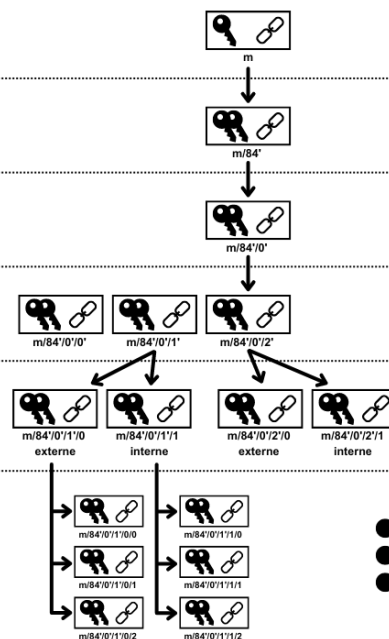 m
m/84'
m/84'/0'
m/84'/0'/0'
m/84'/0'/1'
m/84'/0'/2'
m/84'/0'/1'/0
externe
m/84'/0'/1'/1
interne
m/84'/0'/2'/0
externe
m/84'/0'/2'/1
interne
m/84'/0'/1'/0/0
m/84'/0'/1'/1/0
m/84'/0'/1'/0/1
m/84'/0'/1'/1/1
m/84'/0'/1'/0/2
m/84'/0'/1'/1/2